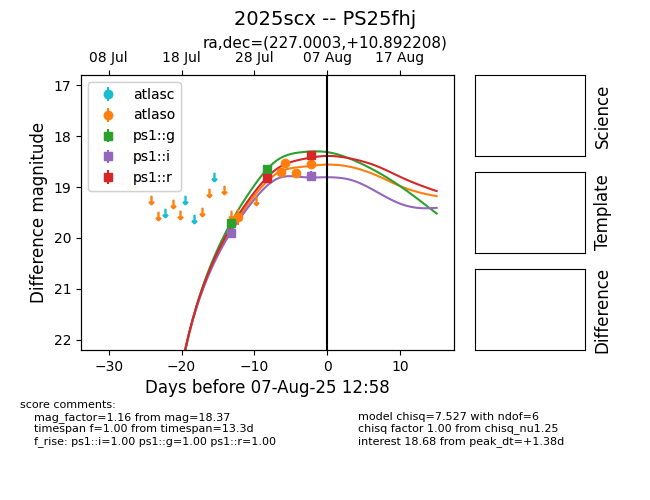 2025scx -- PS25fhj
ra,dec=(227.0003,+10.892208)
08 Jul 18 Jul 28 Jul 07 Aug 17 Aug
atlasc
atlaso
ps1::g
ps1::i
ps1::r
17
18
19
20
21
22
Difference magnitude
−30 −20 −10 0 10
Days before 07-Aug-25 12:58
Science
Template
Difference
score comments:
mag_factor=1.16 from mag=18.37
timespan f=1.00 from timespan=13.3d
f_rise: ps1::i=1.00 ps1::g=1.00 ps1::r=1.00
model chisq=7.527 with ndof=6
chisq factor 1.00 from chisq_nu1.25
interest 18.68 from peak_dt=+1.38d